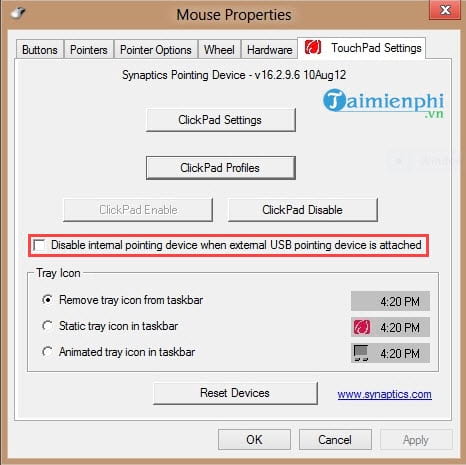 Mouse Properties
Buttons Pointers Pointer Options Wheel Hardware TouchPad Settings
Synaptics Pointing Device - v16.2.9.6 10Aug12
Taimienphi
.vn
ClickPad Settings
ClickPad Profiles
ClickPad Enable ClickPad Disable
Disable internal pointing device when external USB pointing device is attached
Tray Icon
Remove tray icon from taskbar 4:20 PM
Static tray icon in taskbar 4:20 PM
Animated tray icon in taskbar 4:20 PM
Reset Devices www.synaptics.com
OK Cancel Apply